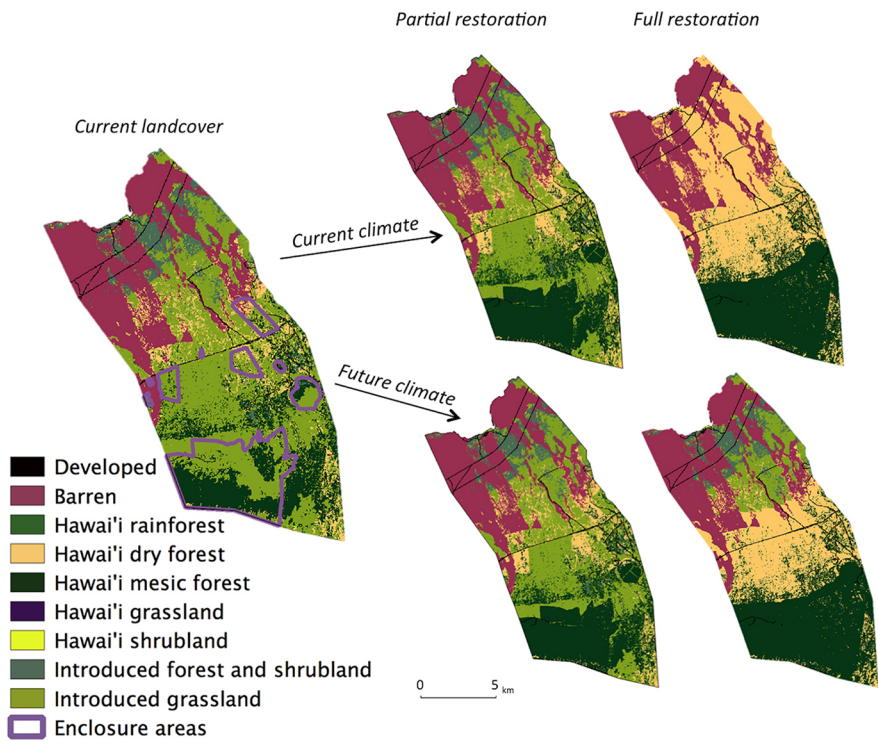 Partial restoration
Full restoration
Current landcover
Current climate
Future climate
Developed
Barren
Hawai'i rainforest
Hawai'i dry forest
Hawai'i mesic forest
Hawai'i grassland
Hawai'i shrubland
Introduced forest and shrubland
Introduced grassland
Enclosure areas
0 5 km